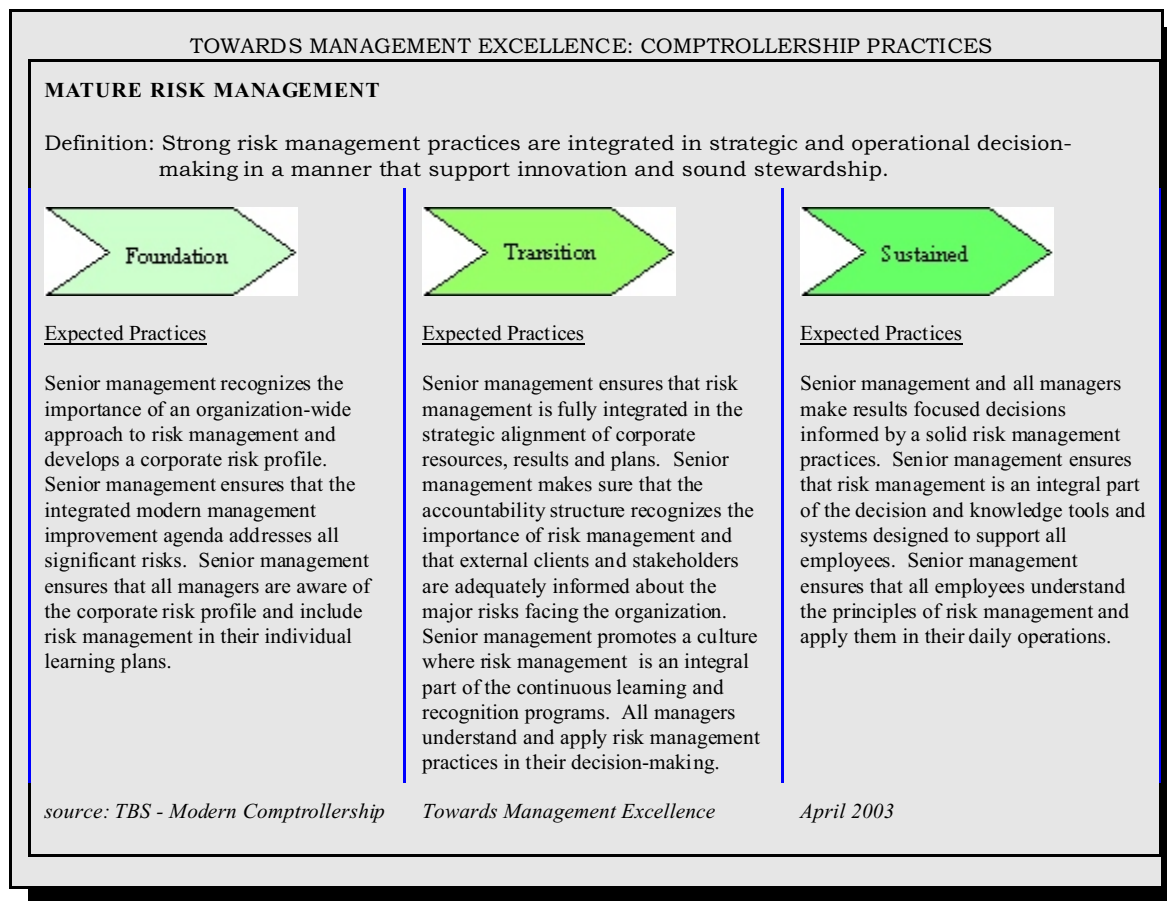 TOWARDS MANAGEMENT EXCELLENCE: COMPTROLLERSHIP PRACTICES
MATURE RISK MANAGEMENT
Definition: Strong risk management practices are integrated in strategic and operational decision-
making in a manner that support innovation and sound stewardship.
Foundation
Expected Practices
Senior management recognizes the
importance of an organization-wide
approach to risk management and
develops a corporate risk profile.
Senior management ensures that the
integrated modern management
improvement agenda addresses all
significant risks.  Senior management
ensures that all managers are aware of
the corporate risk profile and include
risk management in their individual
learning plans.
Transition
Expected Practices
Senior management ensures that risk
management is fully integrated in the
strategic alignment of corporate
resources, results and plans.  Senior
management makes sure that the
accountability structure recognizes the
importance of risk management and
that external clients and stakeholders
are adequately informed about the
major risks facing the organization.
Senior management promotes a culture
where risk management  is an integral
part of the continuous learning and
recognition programs.  All managers
understand and apply risk management
practices in their decision-making.
Sustained
Expected Practices
Senior management and all managers
make results focused decisions
informed by a solid risk management
practices.  Senior management ensures
that risk management is an integral part
of the decision and knowledge tools and
systems designed to support all
employees.  Senior management
ensures that all employees understand
the principles of risk management and
apply them in their daily operations.
source: TBS - Modern Comptrollership
Towards Management Excellence
April 2003